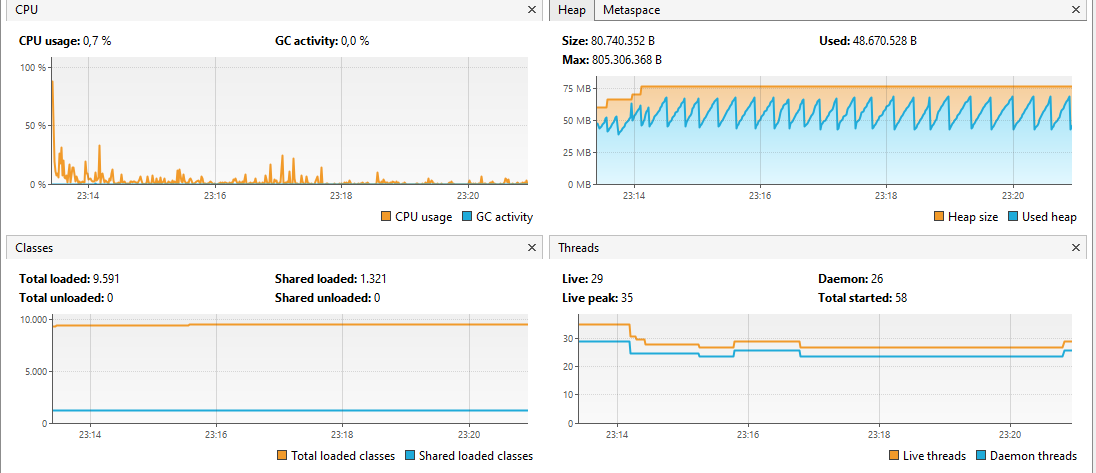 CPU
CPU usage: 0,7 %
GC activity: 0,0 %
100 %
50 %
0 %
23:14
23:16
23:18
23:20
CPU usage
GC activity
Heap
Metaspace
Size: 80.740.352 B
Used: 48.670.528 B
Max: 805.306.368 B
75 MB
50 MB
25 MB
0 MB
23:14
23:16
23:18
23:20
Heap size
Used heap
Classes
Total loaded: 9.591
Shared loaded: 1.321
Total unloaded: 0
Shared unloaded: 0
10.000
5.000
0
23:14
23:16
23:18
23:20
Total loaded classes
Shared loaded classes
Threads
Live: 29
Daemon: 26
Live peak: 35
Total started: 58
30
20
10
0
23:14
23:16
23:18
23:20
Live threads
Daemon threads